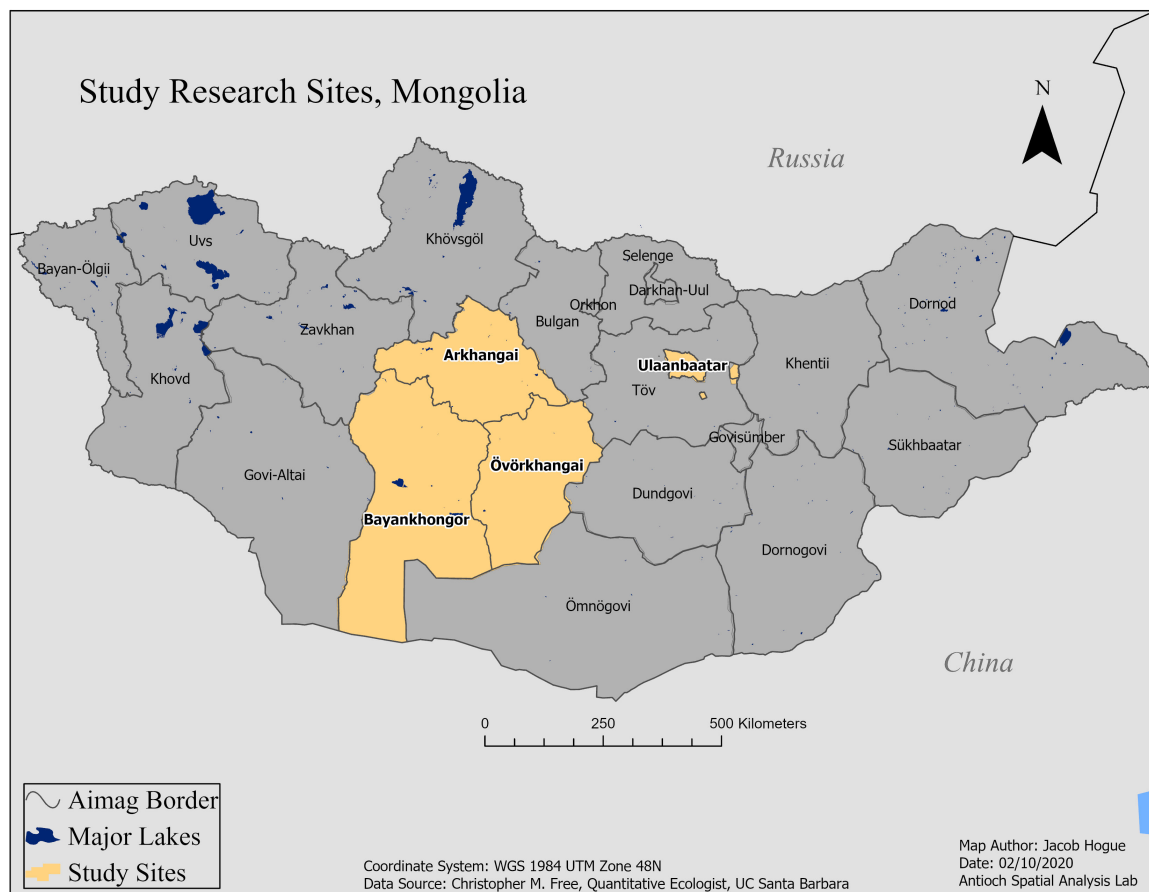 Study Research Sites, Mongolia
N
Russia
Khövsgöl
Uvs
Bayan-Ölgii
Selenge
Darkhan-Uul
Orkhon
Bulgan
Dornod
Zavkhan
Arkhangai
Ulaanbaatar
Khentii
Khovd
Töv
Govisümber
Sükhbaatar
Govi-Altai
Övörkhangai
Dundgovi
Bayankhongor
Dornogovi
Ömnögovi
China
0 250 500 Kilometers
Aimag Border
Major Lakes
Study Sites
Coordinate System: WGS 1984 UTM Zone 48N
Data Source: Christopher M. Free, Quantitative Ecologist, UC Santa Barbara
Map Author: Jacob Hogue
Date: 02/10/2020
Antioch Spatial Analysis Lab